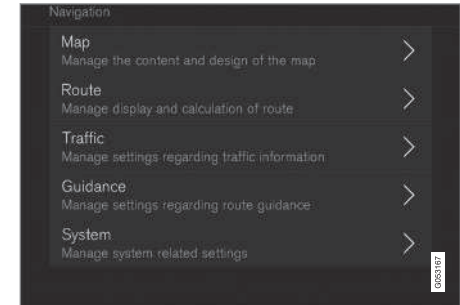 Navigation
Map
Manage the content and design of the map
Route
Manage display and calculation of route
Traffic
Manage settings regarding traffic information
Guidance
Manage settings regarding route guidance
System
Manage system related settings
G053167